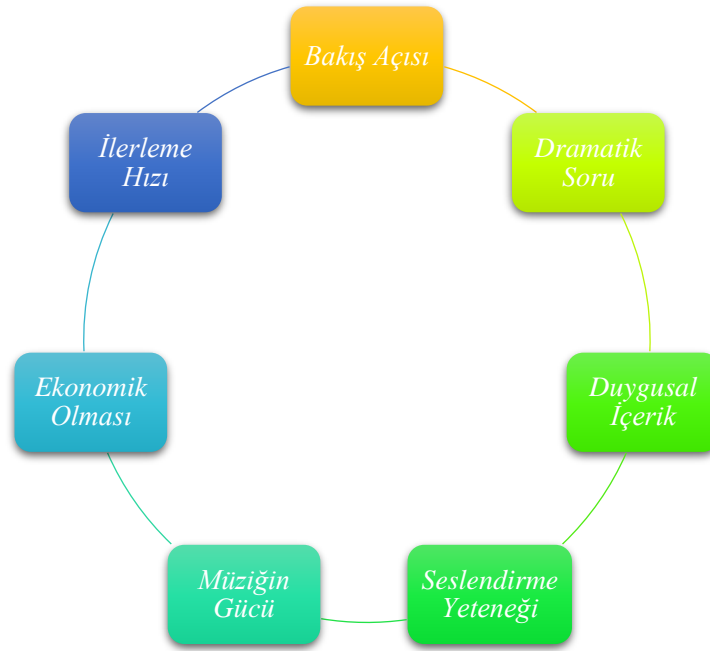 Bakış Açısı
Dramatik
Soru
Duygusal
İçerik
Seslendirme
Yeteneği
Müziğin
Gücü
Ekonomik
Olması
İlerleme
Hızı